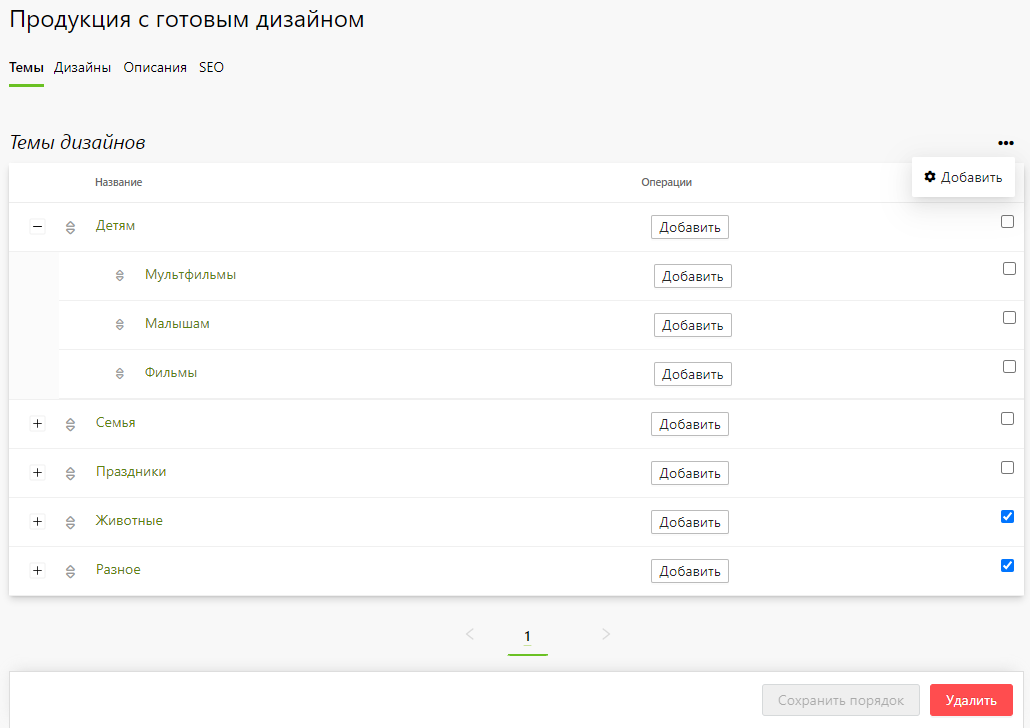 Продукция с готовым дизайном
Темы Дизайны Описания SEO
Темы дизайнов
Добавить
Название Операции
Детям Добавить
Мультфильмы Добавить
Малышам Добавить
Фильмы Добавить
Семья Добавить
Праздники Добавить
Животные Добавить
Разное Добавить
1
Сохранить порядок Удалить